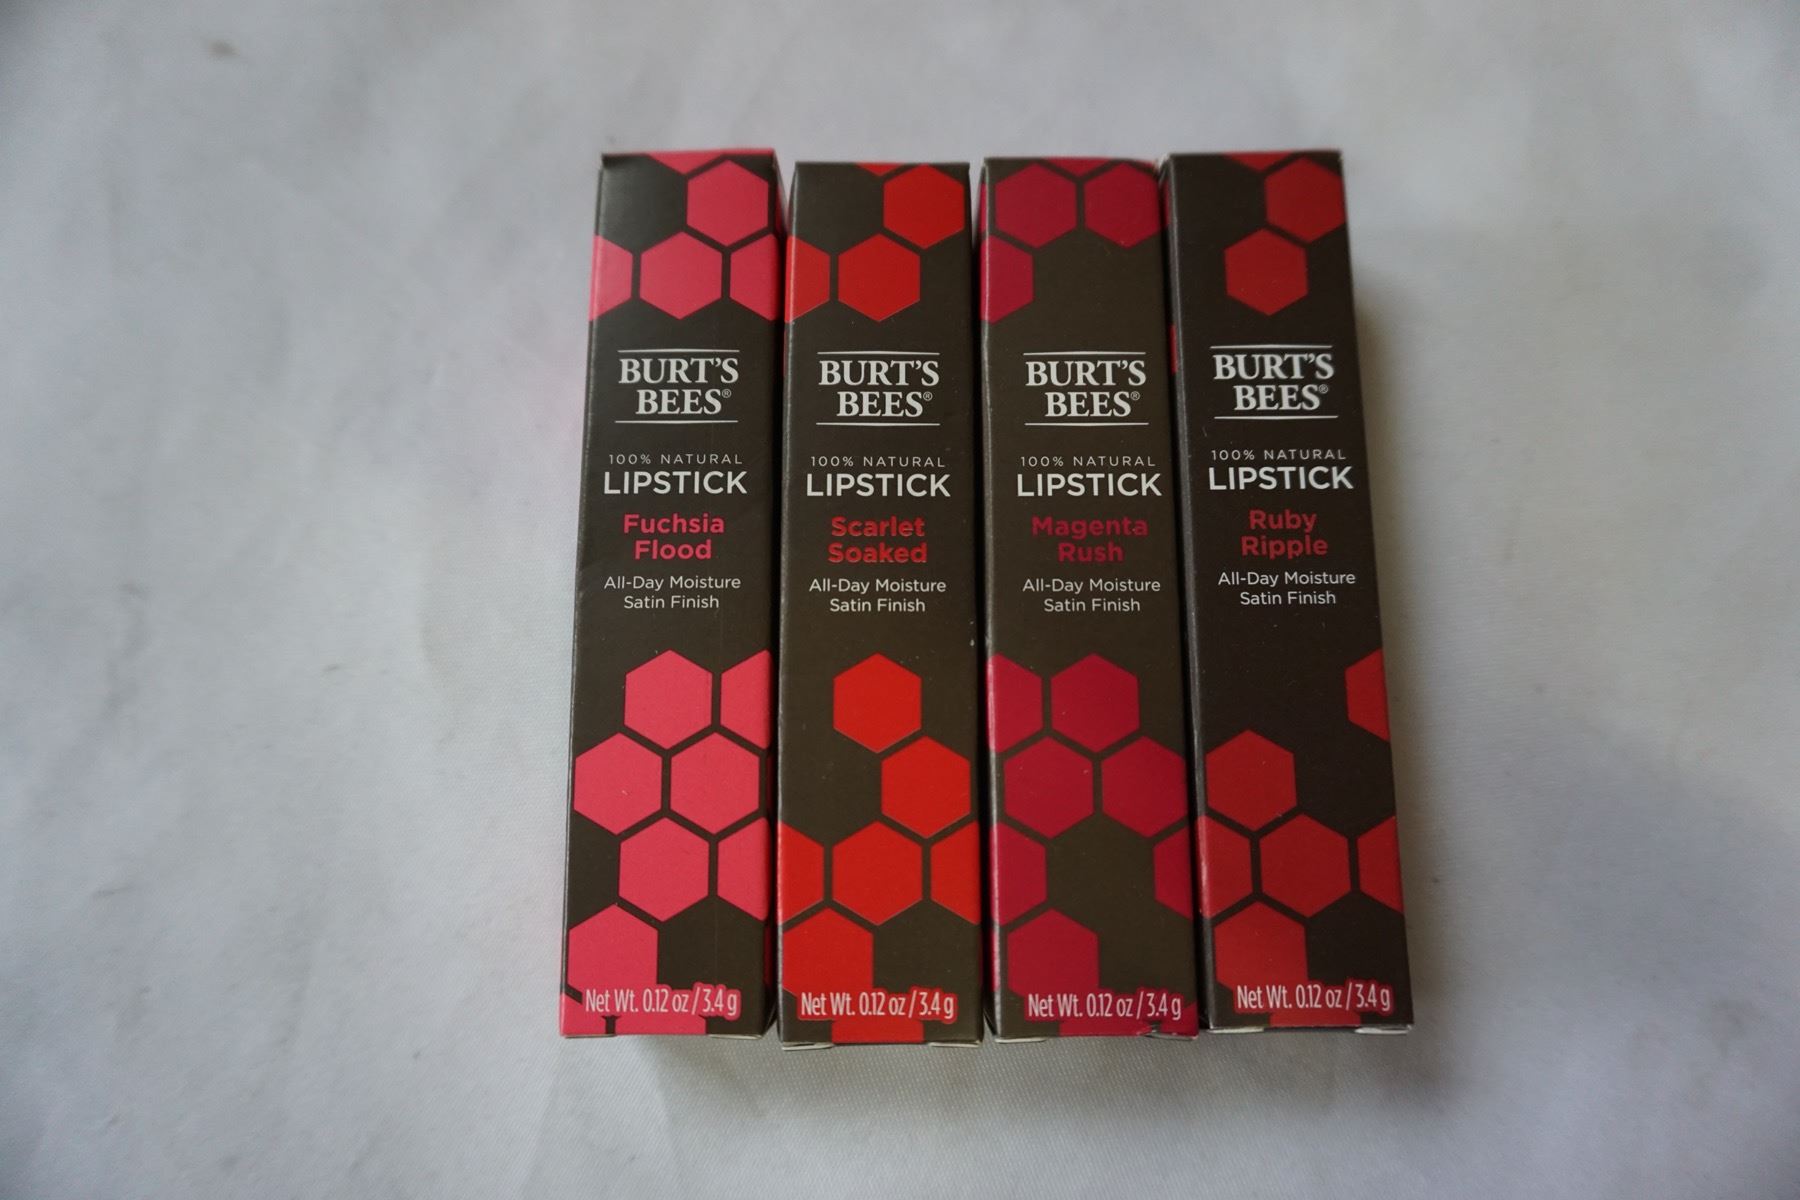 BURT'S
BEES®
100% NATURAL
LIPSTICK
Fuchsia
Flood
All-Day Moisture
Satin Finish
Net Wt. 0.12 oz / 3.4 g
BURT'S
BEES®
100% NATURAL
LIPSTICK
Scarlet
Soaked
All-Day Moisture
Satin Finish
Net Wt. 0.12 oz / 3.4 g
BURT'S
BEES®
100% NATURAL
LIPSTICK
Magenta
Rush
All-Day Moisture
Satin Finish
Net Wt. 0.12 oz / 3.4 g
BURT'S
BEES®
100% NATURAL
LIPSTICK
Ruby
Ripple
All-Day Moisture
Satin Finish
Net Wt. 0.12 oz / 3.4 g